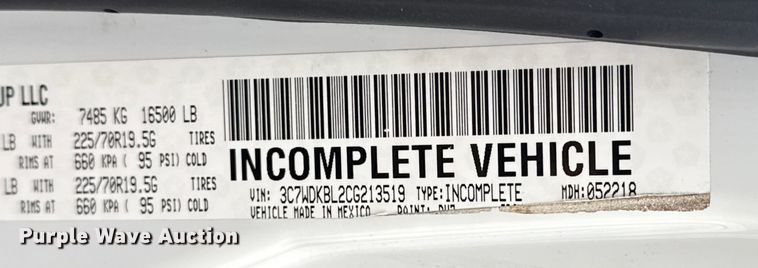 UP LLC
GVWR: 7485 KG 16500 LB
LB WITH 225/70R19.5G TIRES
RIMS AT 660 KPA ( 95 PSI) COLD
LB WITH 225/70R19.5G TIRES
RIMS AT 660 KPA ( 95 PSI) COLD
INCOMPLETE VEHICLE
VIN: 3C7WDKBL2CG213519 TYPE: INCOMPLETE MDH: 052218
VEHICLE MADE IN MEXICO PAINT: PW7
Purple Wave Auction